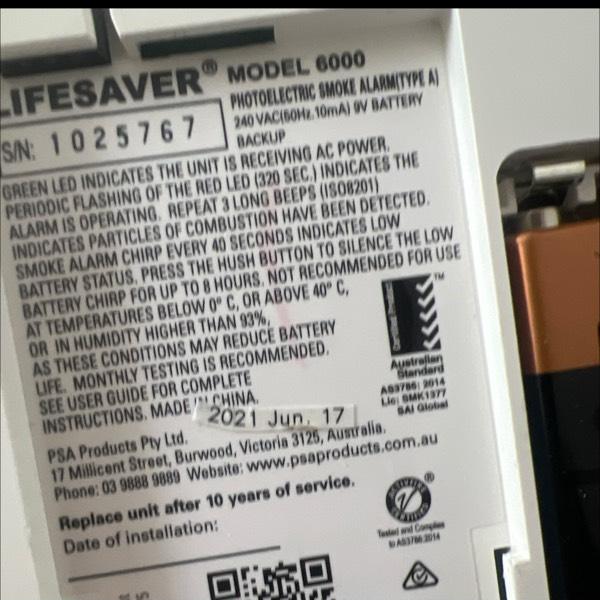 LIFESAVER® MODEL 6000
S/N: 1025767
PHOTOELECTRIC SMOKE ALARM(TYPE A)
240 VAC(50Hz, 10mA) 9V BATTERY
BACKUP
GREEN LED INDICATES THE UNIT IS RECEIVING AC POWER.
PERIODIC FLASHING OF THE RED LED (320 SEC.) INDICATES THE
ALARM IS OPERATING. REPEAT 3 LONG BEEPS (ISO8201)
INDICATES PARTICLES OF COMBUSTION HAVE BEEN DETECTED.
SMOKE ALARM CHIRP EVERY 40 SECONDS INDICATES LOW
BATTERY STATUS. PRESS THE HUSH BUTTON TO SILENCE THE LOW
BATTERY CHIRP FOR UP TO 8 HOURS. NOT RECOMMENDED FOR USE
AT TEMPERATURES BELOW 0° C, OR ABOVE 40° C,
OR IN HUMIDITY HIGHER THAN 93%,
AS THESE CONDITIONS MAY REDUCE BATTERY
LIFE. MONTHLY TESTING IS RECOMMENDED.
SEE USER GUIDE FOR COMPLETE
INSTRUCTIONS. MADE IN CHINA.
2021 Jun. 17
™
Australian
Standard
AS3786: 2014
Lic: SMK1377
SAI Global
PSA Products Pty Ltd.
17 Millicent Street, Burwood, Victoria 3125, Australia.
Phone: 03 9888 9889 Website: www.psaproducts.com.au
Replace unit after 10 years of service.
Date of installation:
®
Tested and Complies
to AS3786:2014